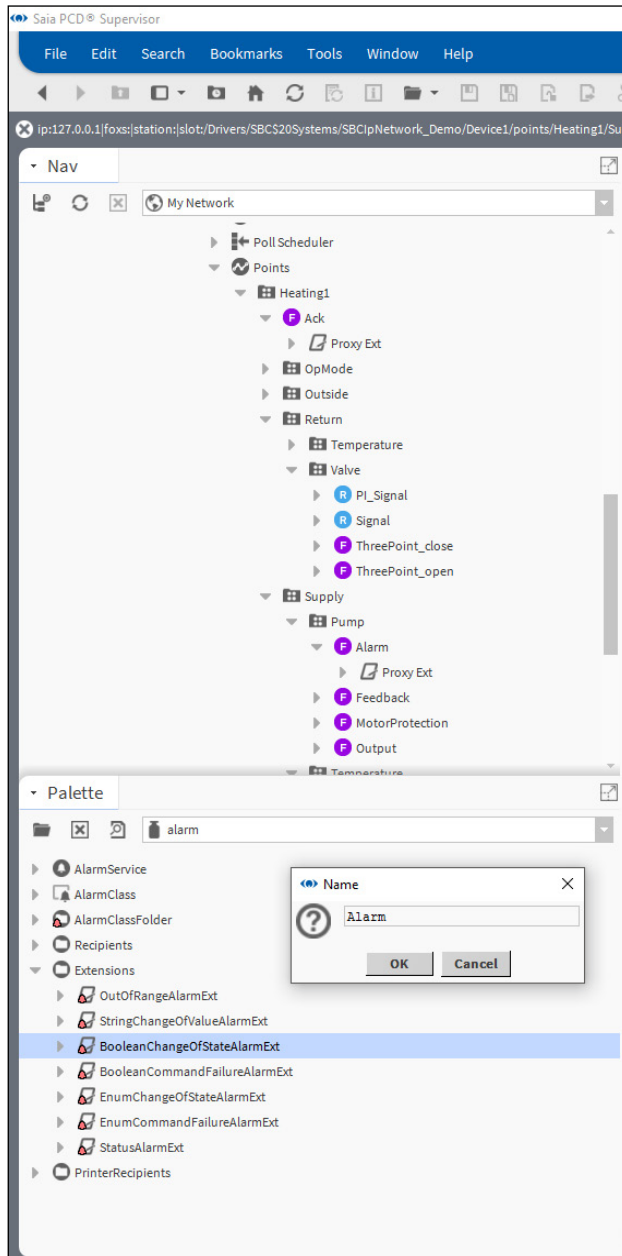 Saia PCD® Supervisor
File Edit Search Bookmarks Tools Window Help
ip:127.0.0.1|foxs:|station:|slot:/Drivers/SBCS20Systems/SBCIpNetwork_Demo/Device1/points/Heating1/Su
Nav
My Network
Poll Scheduler
Points
Heating1
F Ack
Proxy Ext
OpMode
Outside
Return
Temperature
Valve
R PI_Signal
R Signal
F ThreePoint_close
F ThreePoint_open
Supply
Pump
F Alarm
Proxy Ext
F Feedback
F MotorProtection
F Output
Temperature
Palette
alarm
AlarmService
AlarmClass
AlarmClassFolder
Recipients
Extensions
OutOfRangeAlarmExt
StringChangeOfValueAlarmExt
BooleanChangeOfStateAlarmExt
BooleanCommandFailureAlarmExt
EnumChangeOfStateAlarmExt
EnumCommandFailureAlarmExt
StatusAlarmExt
PrinterRecipients
Name
Alarm
OK Cancel